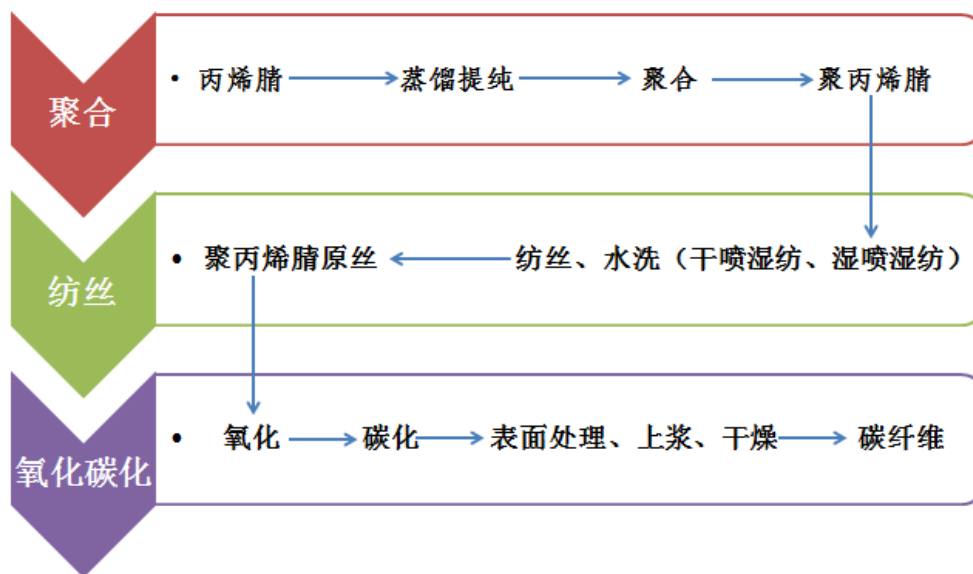 聚合
• 丙烯腈 蒸馏提纯 聚合 聚丙烯腈
纺丝
• 聚丙烯腈原丝 纺丝、水洗（干喷湿纺、湿喷湿纺）
氧化碳化
• 氧化 碳化 表面处理、上浆、干燥 碳纤维